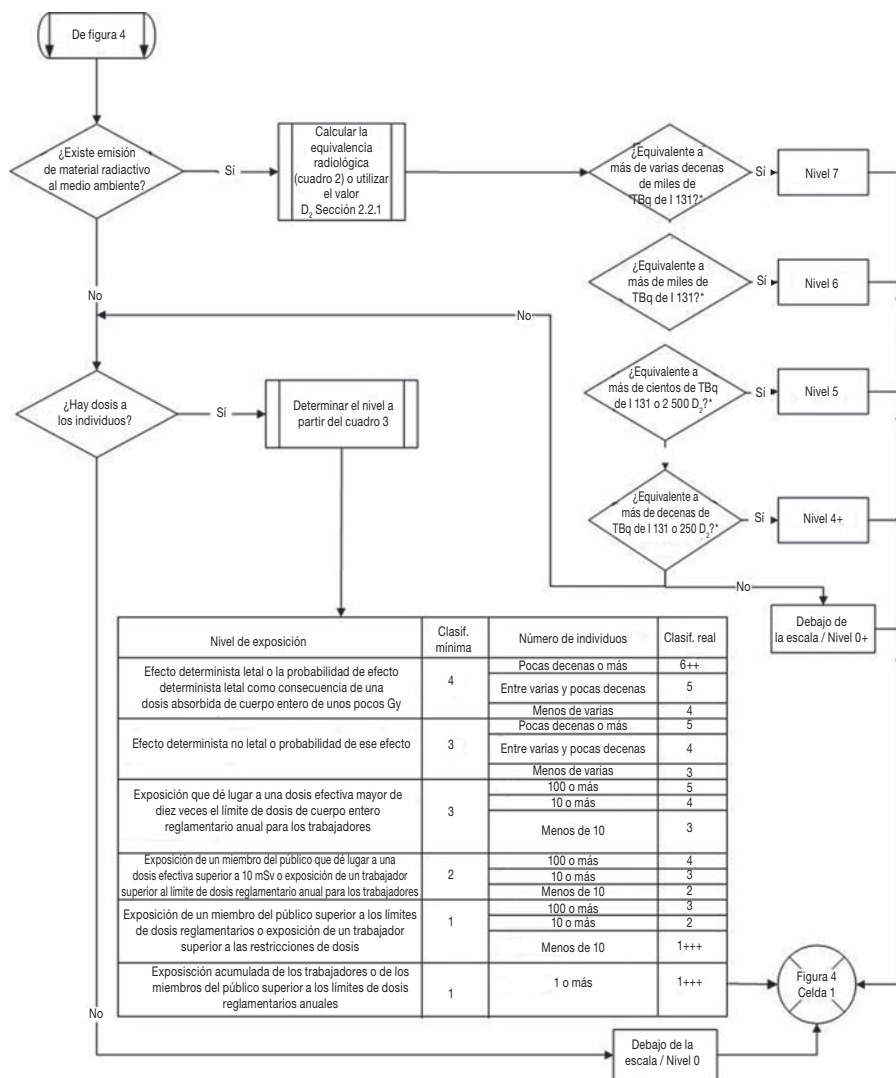 De figura 4
¿Existe emisión
de material radiactivo
al medio ambiente?
Sí
Calcular la
equivalencia
radiológica
(cuadro 2) o utilizar
el valor
D₂ Sección 2.2.1
¿Equivalente a
más de varias decenas
de miles de
TBq de I 131?*
Sí
Nivel 7
¿Equivalente a
más de miles de
TBq de I 131?*
Sí
Nivel 6
No
No
¿Equivalente a
más de cientos de TBq
de I 131 o 2 500 D₂?*
Sí
Nivel 5
¿Hay dosis a
los individuos?
Sí
Determinar el nivel a
partir del cuadro 3
¿Equivalente a
más de decenas de
TBq de I 131 o 250 D₂?*
Sí
Nivel 4+
No
Debajo de
la escala / Nivel 0+
Nivel de exposición
Clasif.
mínima
Número de individuos
Clasif. real
Efecto determinista letal o la probabilidad de efecto
determinista letal como consecuencia de una
dosis absorbida de cuerpo entero de unos pocos Gy
4
Pocas decenas o más
6++
Entre varias y pocas decenas
5
Menos de varias
4
Efecto determinista no letal o probabilidad de ese efecto
3
Pocas decenas o más
5
Entre varias y pocas decenas
4
Menos de varias
3
Exposición que dé lugar a una dosis efectiva mayor de
diez veces el límite de dosis de cuerpo entero
reglamentario anual para los trabajadores
3
100 o más
5
10 o más
4
Menos de 10
3
Exposición de un miembro del público que dé lugar a una
dosis efectiva superior a 10 mSv o exposición de un trabajador
superior al límite de dosis reglamentario anual para los trabajadores
2
100 o más
4
10 o más
3
Menos de 10
2
Exposición de un miembro del público superior a los límites
de dosis reglamentarios o exposición de un trabajador
superior a las restricciones de dosis
1
100 o más
3
10 o más
2
Menos de 10
1+++
Exposisción acumulada de los trabajadores o de los
miembros del público superior a los límites de dosis
reglamentarios anuales
1
1 o más
1+++
Figura 4
Celda 1
No
Debajo de la
escala / Nivel 0